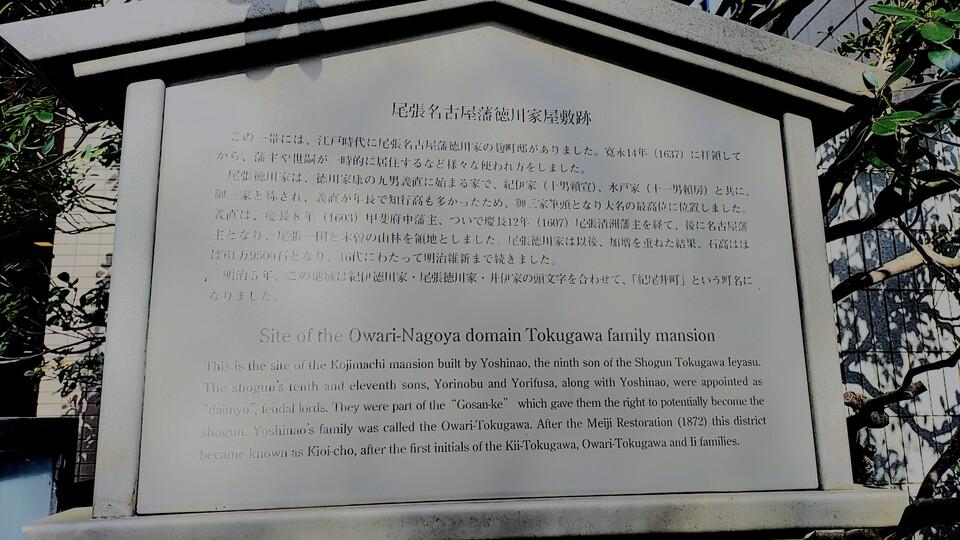 尾張名古屋藩徳川家屋敷跡
この一帯には、江戸時代に尾張名古屋藩徳川家の麹町邸がありました。寛永14年（1637）に拝領して
から、藩主や世嗣が一時的に居住するなど様々な使われ方をしました。
尾張徳川家は、徳川家康の九男義直に始まる家で、紀伊家（十男頼宣）、水戸家（十一男頼房）と共に、
御三家と称され、義直が年長で知行高も多かったため、御三家筆頭となり大名の最高位に位置しました。
義直は、慶長8年（1603）甲斐府中藩主、ついで慶長12年（1607）尾張清洲藩主を経て、後に名古屋藩
主となり、尾張一国と木曽の山林を領地としました。尾張徳川家は以後、加増を重ねた結果、石高はほ
ぼ61万9500石となり、16代にわたって明治維新まで続きました。
明治5年、この地域は紀伊徳川家・尾張徳川家・井伊家の頭文字を合わせて、「紀尾井町」という町名に
なりました。
Site of the Owari-Nagoya domain Tokugawa family mansion
This is the site of the Kojimachi mansion built by Yoshinao, the ninth son of the Shogun Tokugawa Ieyasu.
The shogun's tenth and eleventh sons, Yorinobu and Yorifusa, along with Yoshinao, were appointed as
"daimyo", feudal lords. They were part of the "Gosan-ke" which gave them the right to potentially become the
shogun. Yoshinao's family was called the Owari-Tokugawa. After the Meiji Restoration (1872) this district
became known as Kioi-cho, after the first initials of the Kii-Tokugawa, Owari-Tokugawa and Ii families.